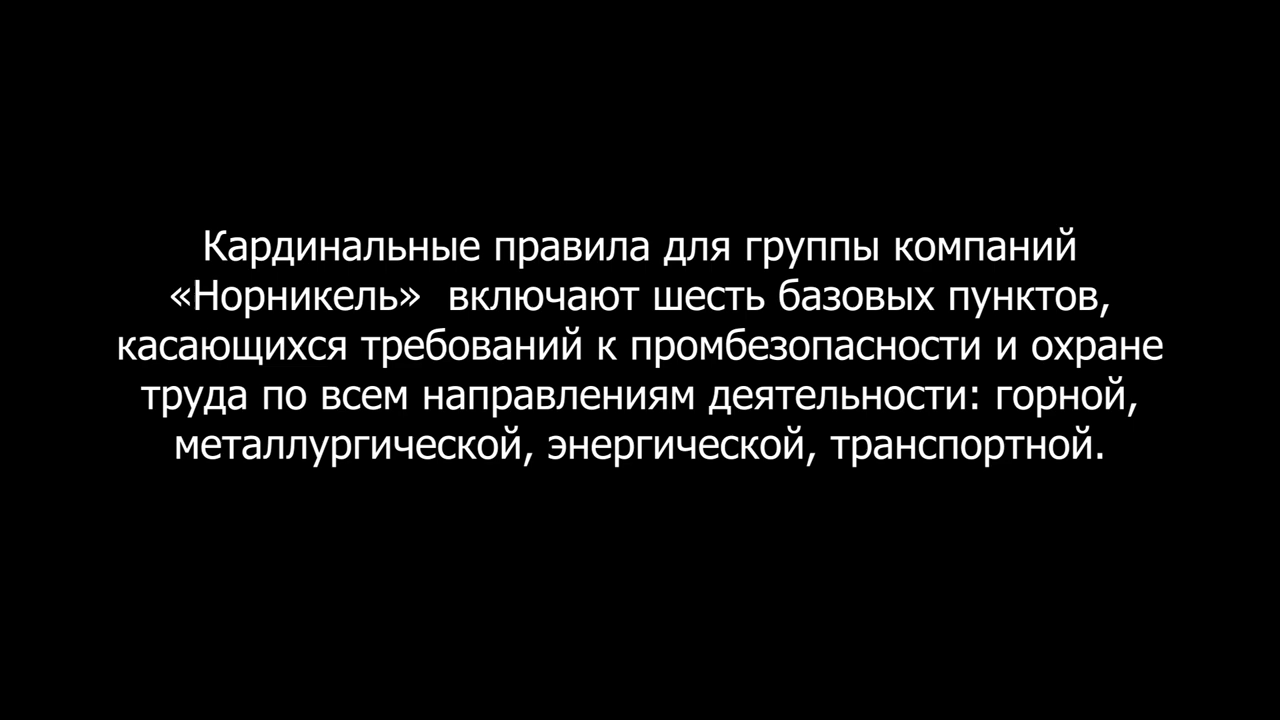 Кардинальные правила для группы компаний
«Норникель»  включают шесть базовых пунктов,
касающихся требований к промбезопасности и охране
труда по всем направлениям деятельности: горной,
металлургической, энергической, транспортной.